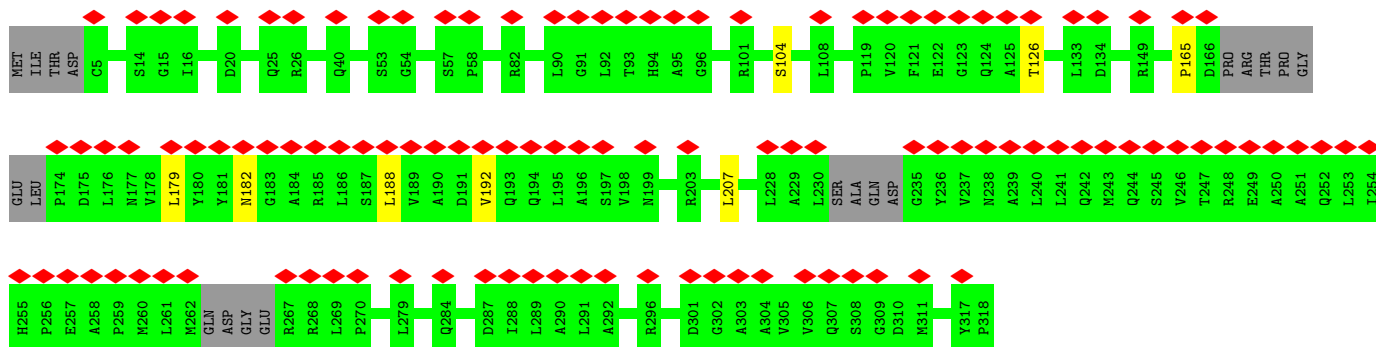 MET ILE THR ASP C5 S14 G15 I16 D20 Q25 R26 Q40 S53 G54 S57 P58 R82 L90 G91 L92 T93 H94 A95 G96 R101 S104 L108 P119 V120 F121 E122 G123 Q124 A125 T126 L133 D134 R149 P165 D166 PRO ARG THR PRO GLY
GLU LEU P174 D175 L176 N177 V178 L179 Y180 Y181 N182 G183 A184 R185 L186 S187 L188 V189 A190 D191 V192 Q193 Q194 L195 A196 S197 V198 N199 R203 L207 L228 A229 L230 SER ALA GLN ASP G235 Y236 V237 N238 A239 L240 L241 Q242 M243 Q244 S245 V246 T247 R248 E249 A250 A251 Q252 L253 I254
H255 P256 E257 A258 P259 M260 L261 M262 GLN ASP GLY GLU R267 R268 L269 P270 L279 Q284 D287 I288 L289 A290 L291 A292 R296 D301 G302 A303 A304 V305 V306 Q307 S308 G309 D310 M311 Y317 P318